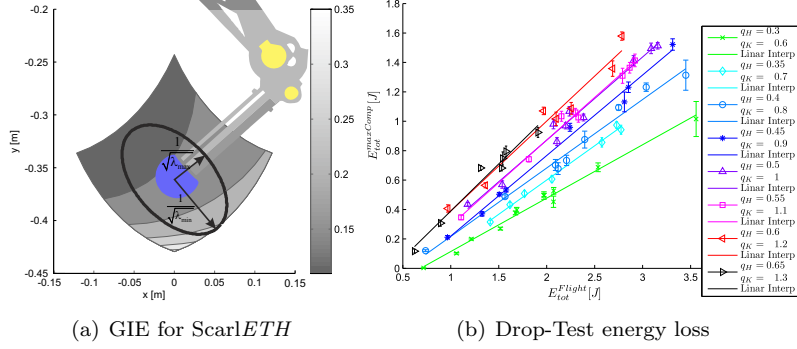 -0.2
-0.25
-0.3
-0.35
-0.4
-0.45
y [m]
-0.15 -0.1 -0.05 0 0.05 0.1 0.15
x [m]
1
√λmax
1
√λmin
0.35
0.3
0.25
0.2
0.15
(a) GIE for ScarlETH
1.8
1.6
1.4
1.2
1
0.8
0.6
0.4
0.2
0
E_tot^maxComp [J]
0.5 1 1.5 2 2.5 3 3.5
E_tot^Flight [J]
q_H = 0.3
q_K = 0.6
Linar Interp
q_H = 0.35
q_K = 0.7
Linar Interp
q_H = 0.4
q_K = 0.8
Linar Interp
q_H = 0.45
q_K = 0.9
Linar Interp
q_H = 0.5
q_K = 1
Linar Interp
q_H = 0.55
q_K = 1.1
Linar Interp
q_H = 0.6
q_K = 1.2
Linar Interp
q_H = 0.65
q_K = 1.3
Linar Interp
(b) Drop-Test energy loss